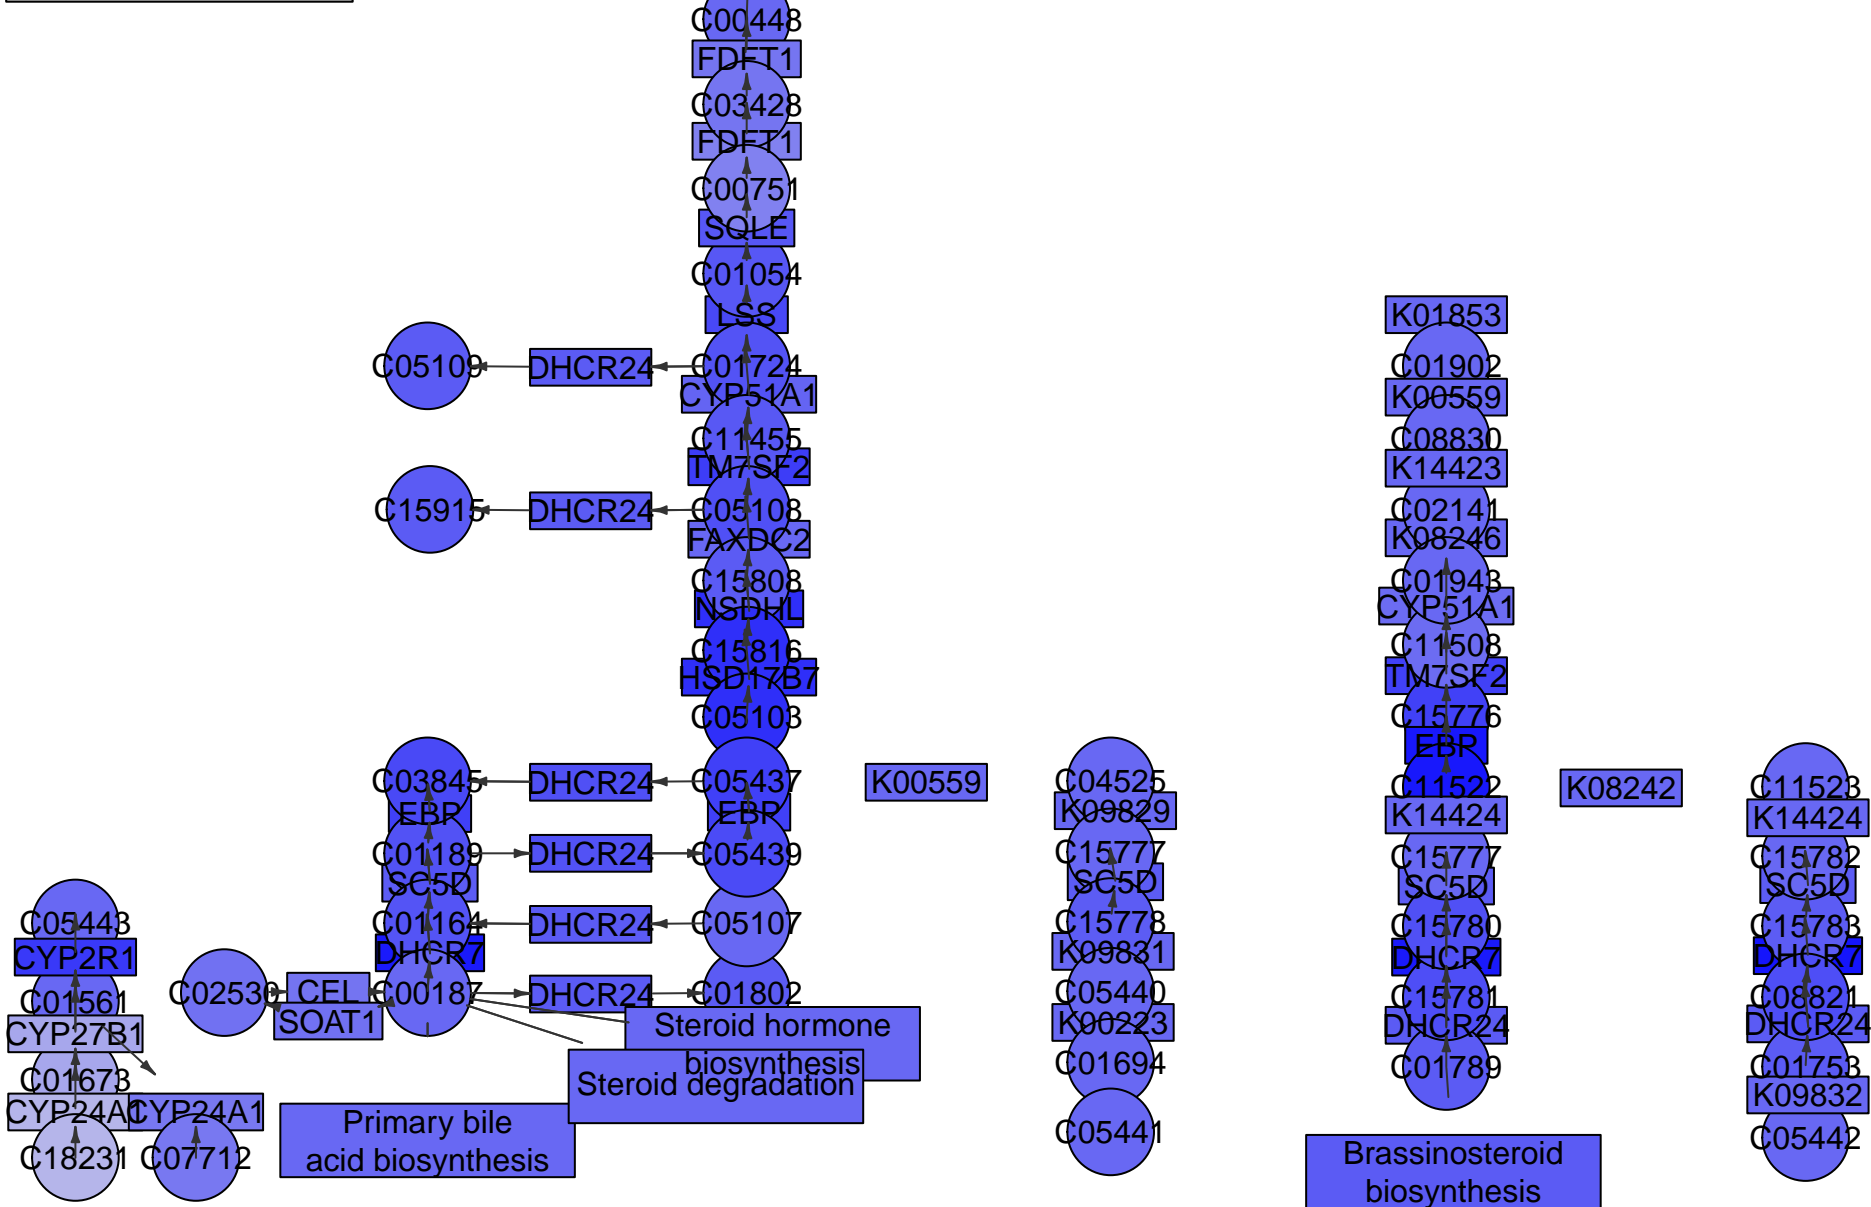 C00448
FDFT1
C03428
FDFT1
C00751
SQLE
C01054
LSS
K01853
C05109
DHCR24
C01724
C01902
CYP51A1
K00559
C11455
C08830
TM7SF2
K14423
C15915
DHCR24
C05108
C02141
FAXDC2
K08246
C15808
C01943
NSDHL
CYP51A1
C15816
C11508
HSD17B7
TM7SF2
C05103
C15776
EBP
C03845
DHCR24
C05437
K00559
C04525
C11522
K08242
C11523
EBP
EBP
K09829
K14424
K14424
C01189
DHCR24
C05439
C15777
C15777
C15782
SC5D
SC5D
SC5D
SC5D
C05443
C01164
DHCR24
C05107
C15778
C15780
C15783
CYP2R1
DHCR7
K09831
DHCR7
DHCR7
C01561
C02530
CEL
C00187
DHCR24
C01802
C05440
C15781
C08821
CYP27B1
SOAT1
Steroid hormone
biosynthesis
K00223
DHCR24
DHCR24
C01673
Steroid degradation
C01694
C01789
C01753
CYP24A1
CYP24A1
K09832
Primary bile
acid biosynthesis
C05441
C05442
C18231
C07712
Brassinosteroid
biosynthesis